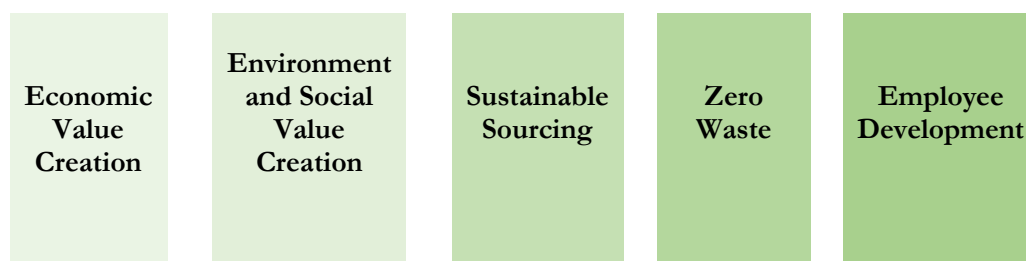 Economic
Value
Creation
Environment
and Social
Value
Creation
Sustainable
Sourcing
Zero
Waste
Employee
Development